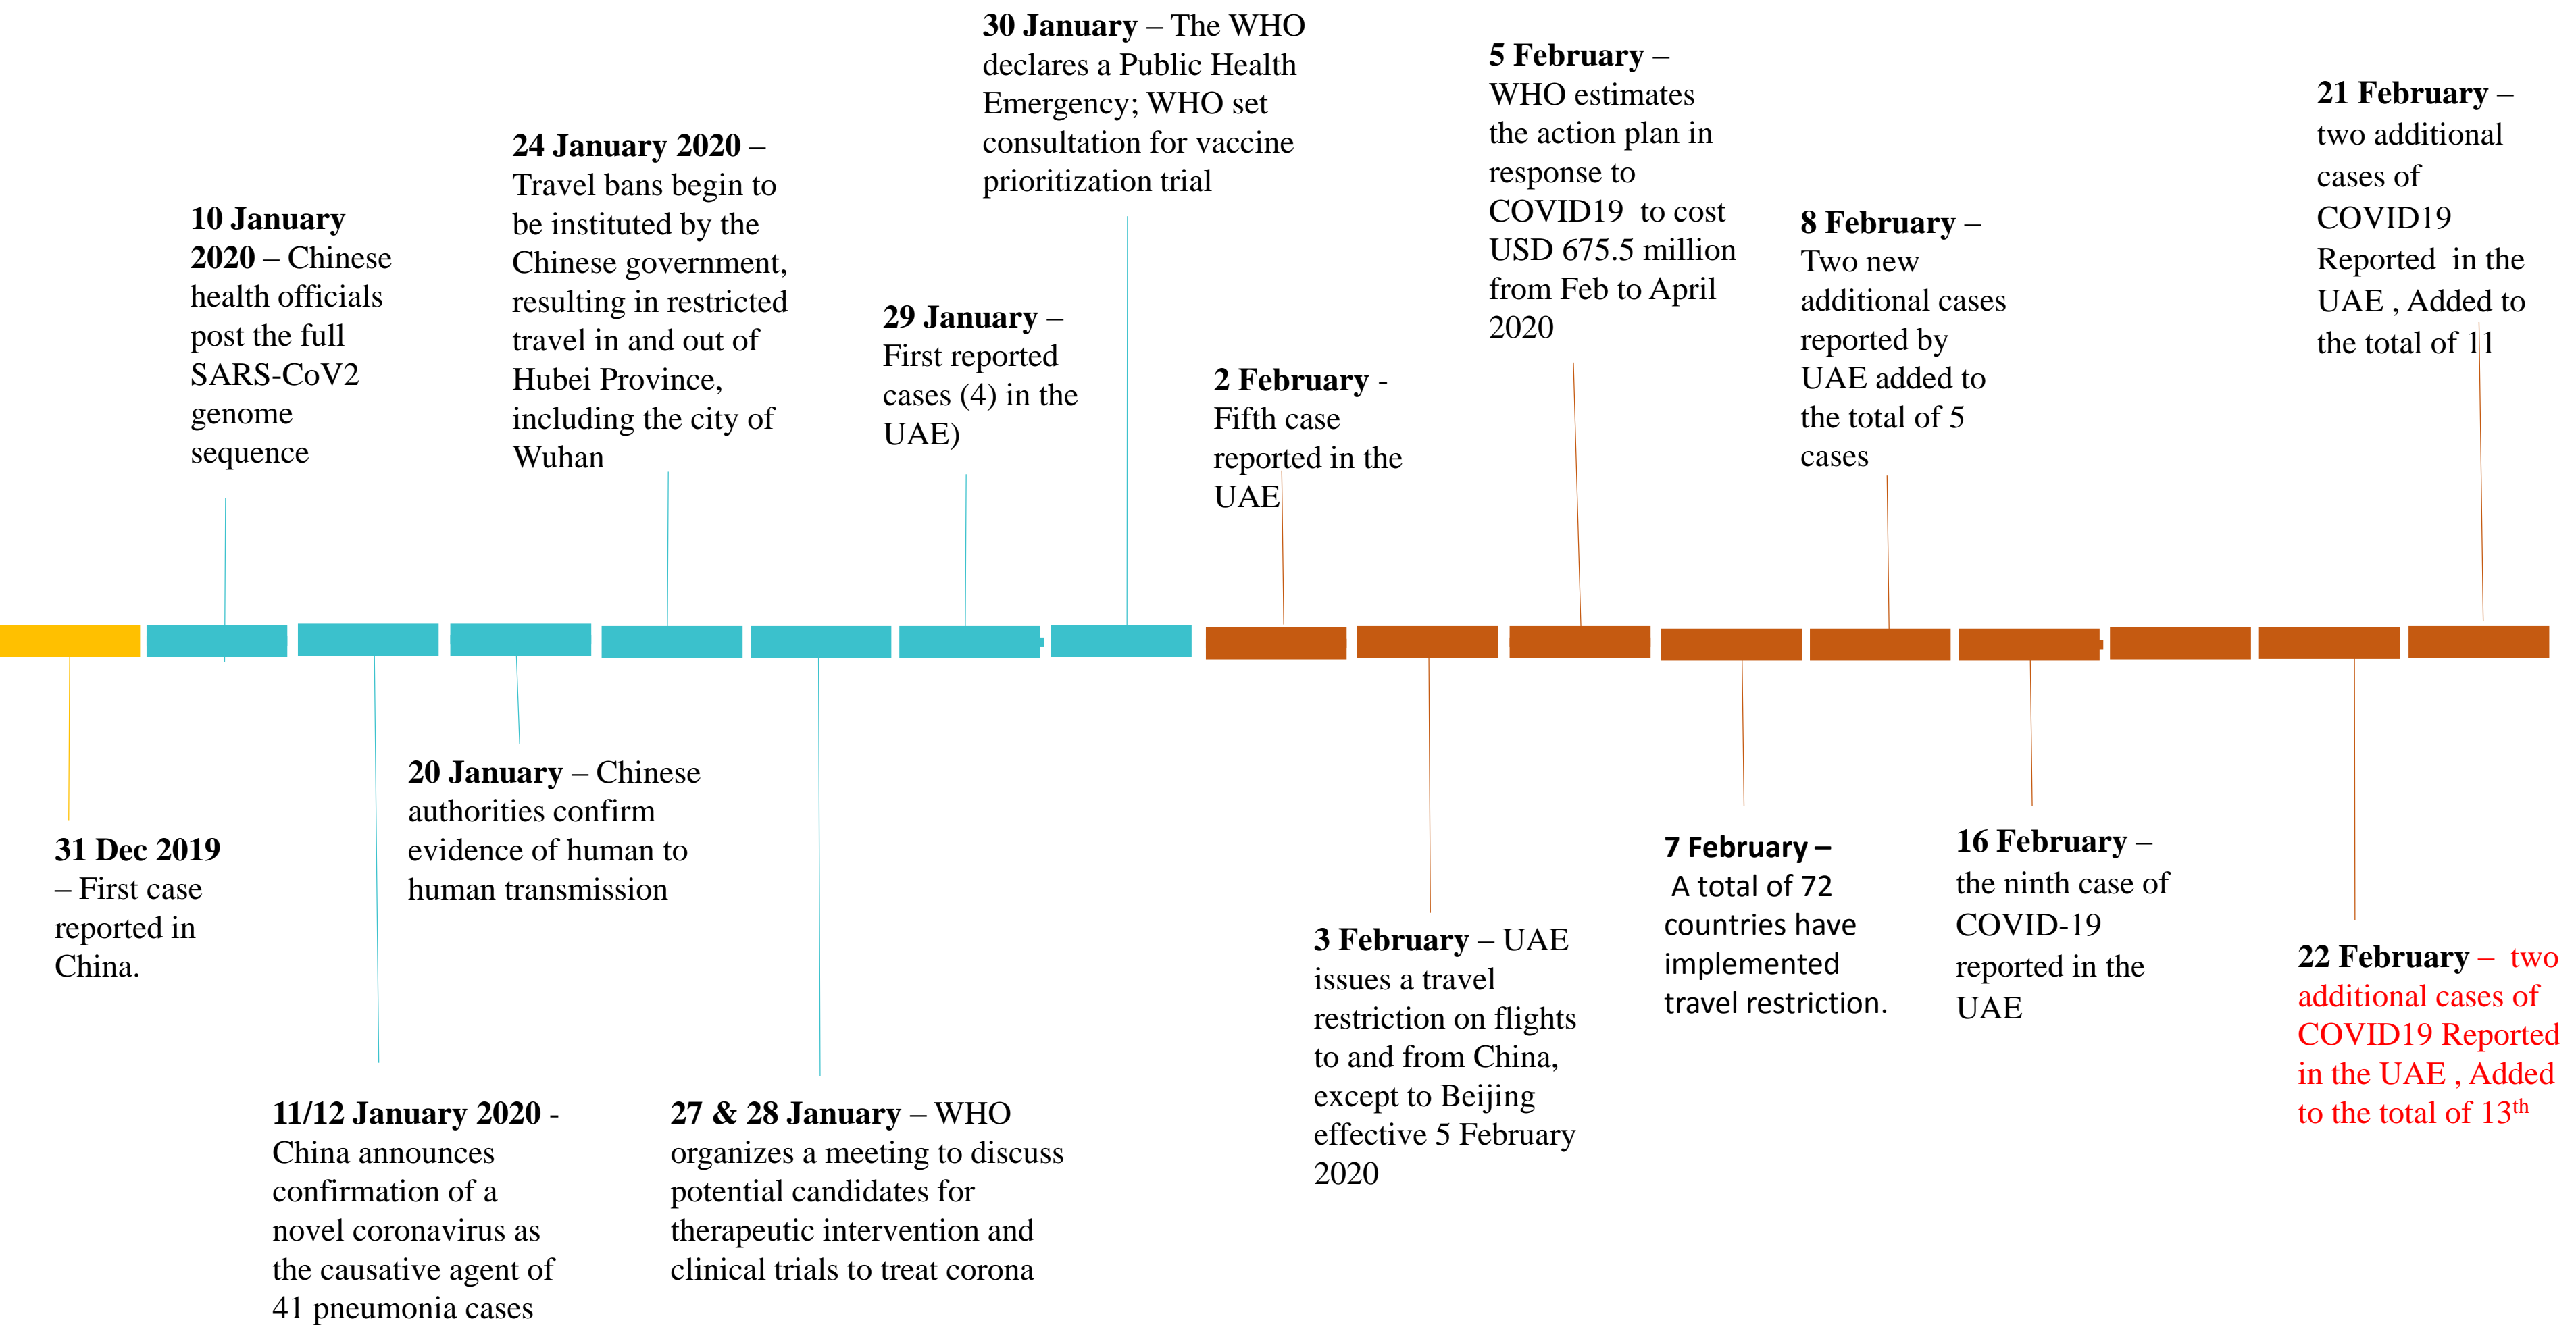 31 Dec 2019
– First case
reported in
China.
10 January
2020 – Chinese
health officials
post the full
SARS-CoV2
genome
sequence
11/12 January 2020 -
China announces
confirmation of a
novel coronavirus as
the causative agent of
41 pneumonia cases
20 January – Chinese
authorities confirm
evidence of human to
human transmission
24 January 2020 –
Travel bans begin to
be instituted by the
Chinese government,
resulting in restricted
travel in and out of
Hubei Province,
including the city of
Wuhan
27 & 28 January – WHO
organizes a meeting to discuss
potential candidates for
therapeutic intervention and
clinical trials to treat corona
29 January –
First reported
cases (4) in the
UAE)
30 January – The WHO
declares a Public Health
Emergency; WHO set
consultation for vaccine
prioritization trial
2 February -
Fifth case
reported in the
UAE
3 February – UAE
issues a travel
restriction on flights
to and from China,
except to Beijing
effective 5 February
2020
5 February –
WHO estimates
the action plan in
response to
COVID19  to cost
USD 675.5 million
from Feb to April
2020
7 February –
A total of 72
countries have
implemented
travel restriction.
8 February –
Two new
additional cases
reported by
UAE added to
the total of 5
cases
16 February –
the ninth case of
COVID-19
reported in the
UAE
21 February –
two additional
cases of
COVID19
Reported  in the
UAE , Added to
the total of 11
22 February –  two
additional cases of
COVID19 Reported
in the UAE , Added
to the total of 13th